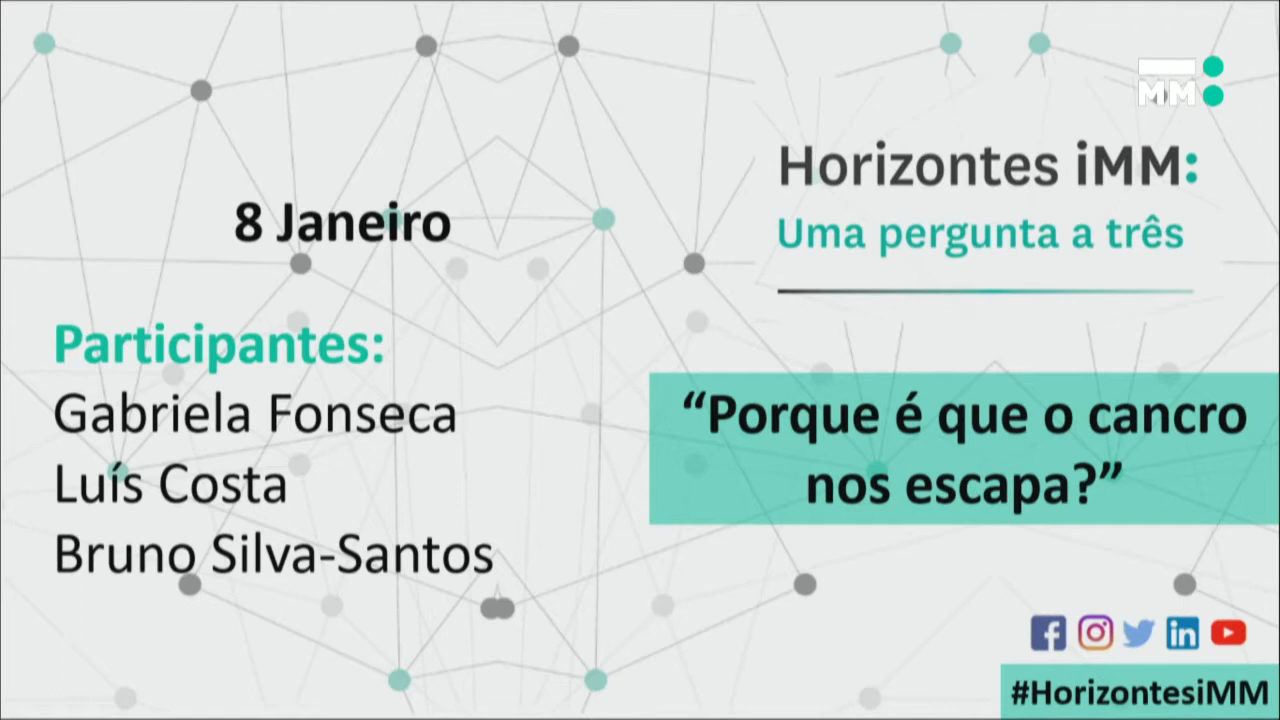 MM
Horizontes iMM:
Uma pergunta a três
8 Janeiro
Participantes:
Gabriela Fonseca
Luís Costa
Bruno Silva-Santos
“Porque é que o cancro
nos escapa?”
#HorizontesiMM